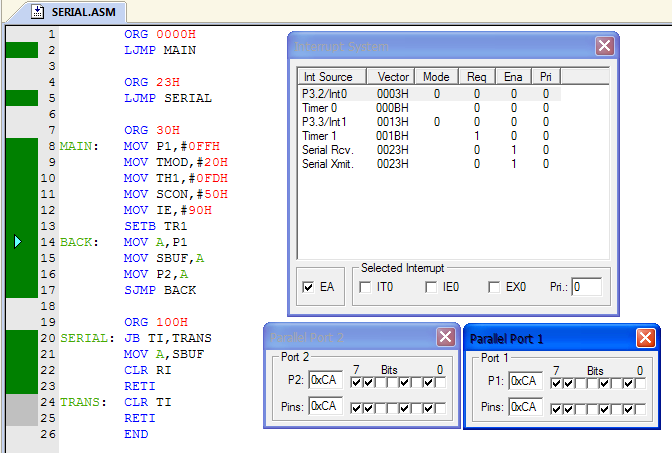 SERIAL.ASM
1 ORG 0000H
2 LJMP MAIN
3
4 ORG 23H
5 LJMP SERIAL
6
7 ORG 30H
8 MAIN: MOV P1,#0FFH
9 MOV TMOD,#20H
10 MOV TH1,#0FDH
11 MOV SCON,#50H
12 MOV IE,#90H
13 SETB TR1
14 BACK: MOV A,P1
15 MOV SBUF,A
16 MOV P2,A
17 SJMP BACK
18
19 ORG 100H
20 SERIAL: JB TI,TRANS
21 MOV A,SBUF
22 CLR RI
23 RETI
24 TRANS: CLR TI
25 RETI
26 END
Interrupt System
Int Source Vector Mode Req Ena Pri
P3.2/Int0 0003H 0 0 0 0
Timer 0 000BH 0 0 0
P3.3/Int1 0013H 0 0 0 0
Timer 1 001BH 1 0 0
Serial Rcv. 0023H 0 1 0
Serial Xmit. 0023H 0 1 0
Selected Interrupt
EA IT0 IE0 EX0 Pri.: 0
Parallel Port 2
Port 2
7 Bits 0
P2: 0xCA
Pins: 0xCA
Parallel Port 1
Port 1
7 Bits 0
P1: 0xCA
Pins: 0xCA